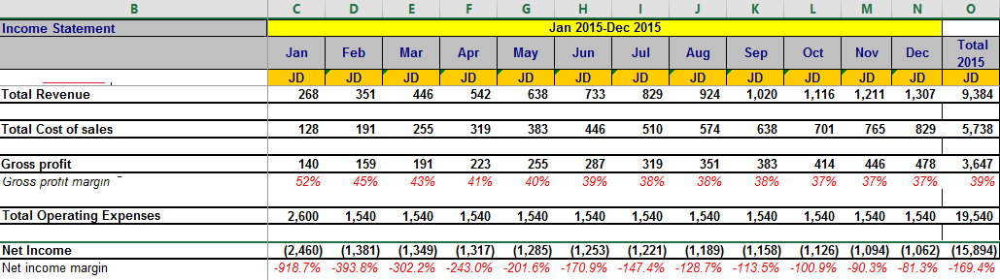 B C D E F G H I J K L M N O
Income Statement Jan 2015-Dec 2015
Jan Feb Mar Apr May Jun Jul Aug Sep Oct Nov Dec Total 2015
JD JD JD JD JD JD JD JD JD JD JD JD JD
Total Revenue 268 351 446 542 638 733 829 924 1,020 1,116 1,211 1,307 9,384
Total Cost of sales 128 191 255 319 383 446 510 574 638 701 765 829 5,738
Gross profit 140 159 191 223 255 287 319 351 383 414 446 478 3,647
Gross profit margin 52% 45% 43% 41% 40% 39% 38% 38% 38% 37% 37% 37% 39%
Total Operating Expenses 2,600 1,540 1,540 1,540 1,540 1,540 1,540 1,540 1,540 1,540 1,540 1,540 19,540
Net Income (2,460) (1,381) (1,349) (1,317) (1,285) (1,253) (1,221) (1,189) (1,158) (1,126) (1,094) (1,062) (15,894)
Net income margin -918.7% -393.8% -302.2% -243.0% -201.6% -170.9% -147.4% -128.7% -113.5% -100.9% -90.3% -81.3% -169.4%